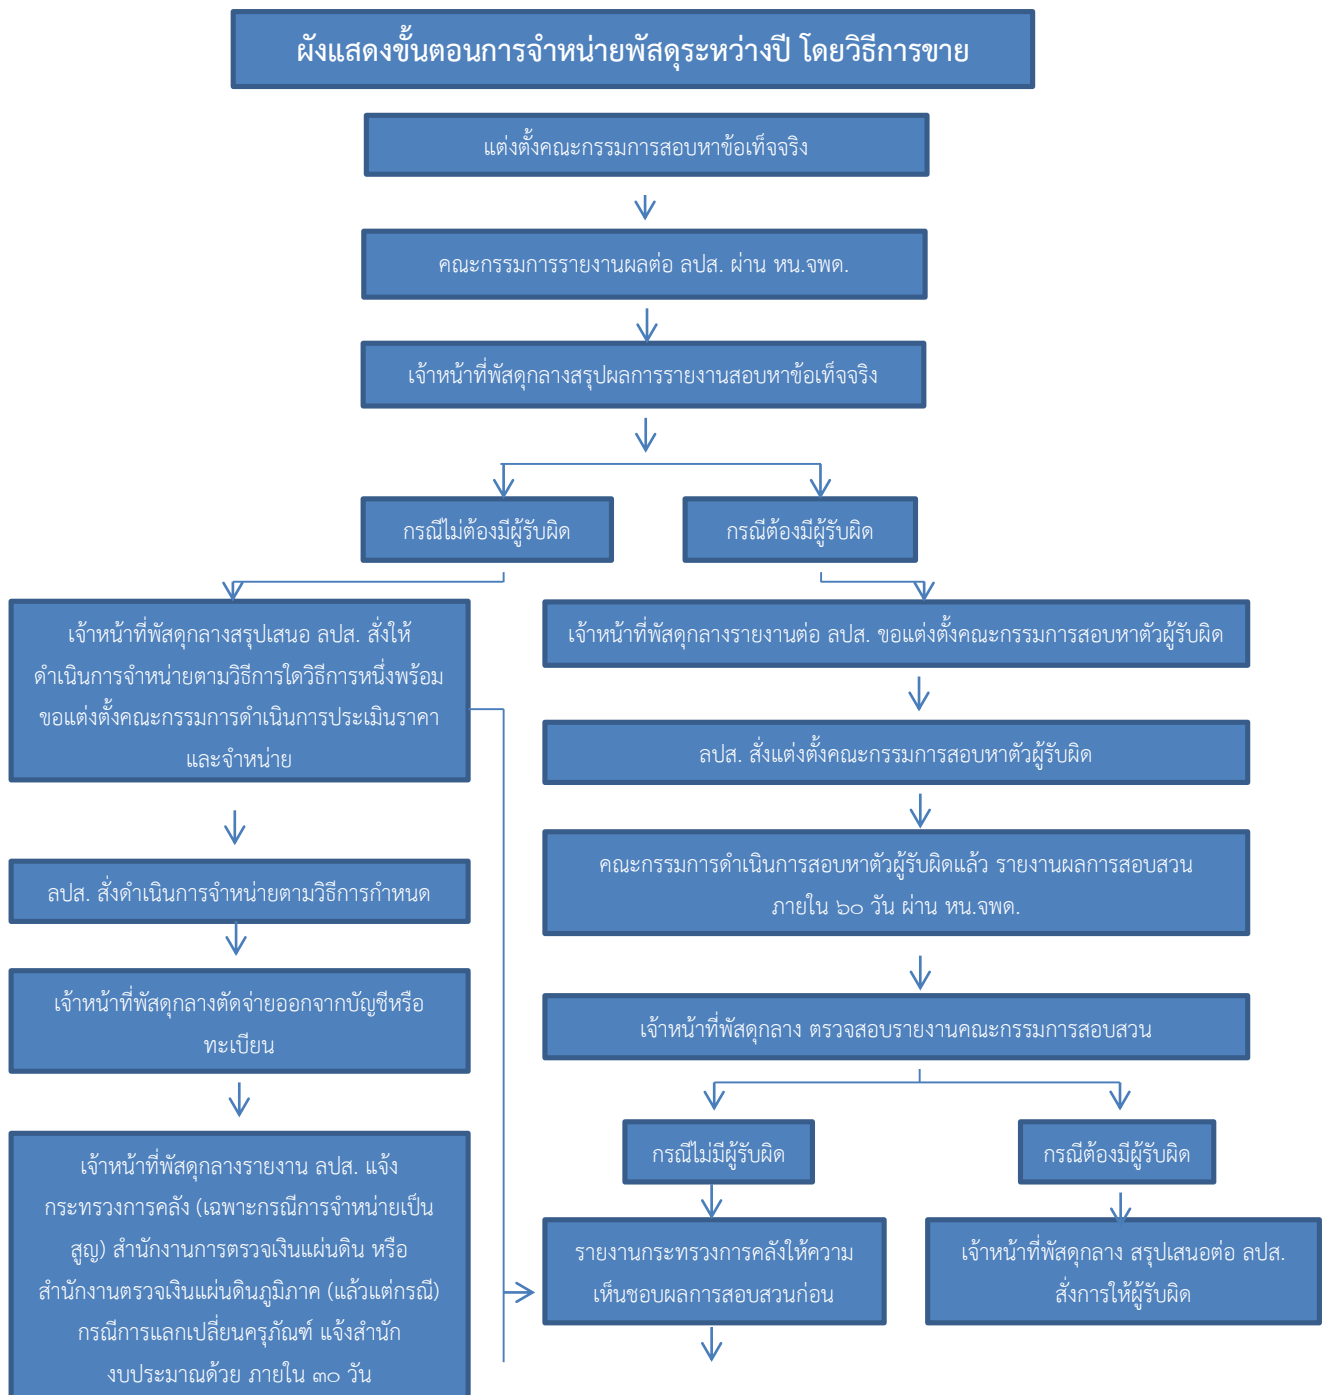 ผังแสดงขั้นตอนการจำหน่ายพัสดุระหว่างปี โดยวิธีการขาย
แต่งตั้งคณะกรรมการสอบหาข้อเท็จจริง
คณะกรรมการรายงานผลต่อ ลปส. ผ่าน หน.จพด.
เจ้าหน้าที่พัสดุกลางสรุปผลการรายงานสอบหาข้อเท็จจริง
กรณีไม่ต้องมีผู้รับผิด
กรณีต้องมีผู้รับผิด
เจ้าหน้าที่พัสดุกลางสรุปเสนอ ลปส. สั่งให้
ดำเนินการจำหน่ายตามวิธีการใดวิธีการหนึ่งพร้อม
ขอแต่งตั้งคณะกรรมการดำเนินการประเมินราคา
และจำหน่าย
ลปส. สั่งดำเนินการจำหน่ายตามวิธีการกำหนด
เจ้าหน้าที่พัสดุกลางตัดจ่ายออกจากบัญชีหรือ
ทะเบียน
เจ้าหน้าที่พัสดุกลางรายงาน ลปส. แจ้ง
กระทรวงการคลัง (เฉพาะกรณีการจำหน่ายเป็น
สูญ) สำนักงานการตรวจเงินแผ่นดิน หรือ
สำนักงานตรวจเงินแผ่นดินภูมิภาค (แล้วแต่กรณี)
กรณีการแลกเปลี่ยนครุภัณฑ์ แจ้งสำนัก
งบประมาณด้วย ภายใน ๓๐ วัน
เจ้าหน้าที่พัสดุกลางรายงานต่อ ลปส. ขอแต่งตั้งคณะกรรมการสอบหาตัวผู้รับผิด
ลปส. สั่งแต่งตั้งคณะกรรมการสอบหาตัวผู้รับผิด
คณะกรรมการดำเนินการสอบหาตัวผู้รับผิดแล้ว รายงานผลการสอบสวน
ภายใน ๖๐ วัน ผ่าน หน.จพด.
เจ้าหน้าที่พัสดุกลาง ตรวจสอบรายงานคณะกรรมการสอบสวน
กรณีไม่มีผู้รับผิด
กรณีต้องมีผู้รับผิด
รายงานกระทรวงการคลังให้ความ
เห็นชอบผลการสอบสวนก่อน
เจ้าหน้าที่พัสดุกลาง สรุปเสนอต่อ ลปส.
สั่งการให้ผู้รับผิด